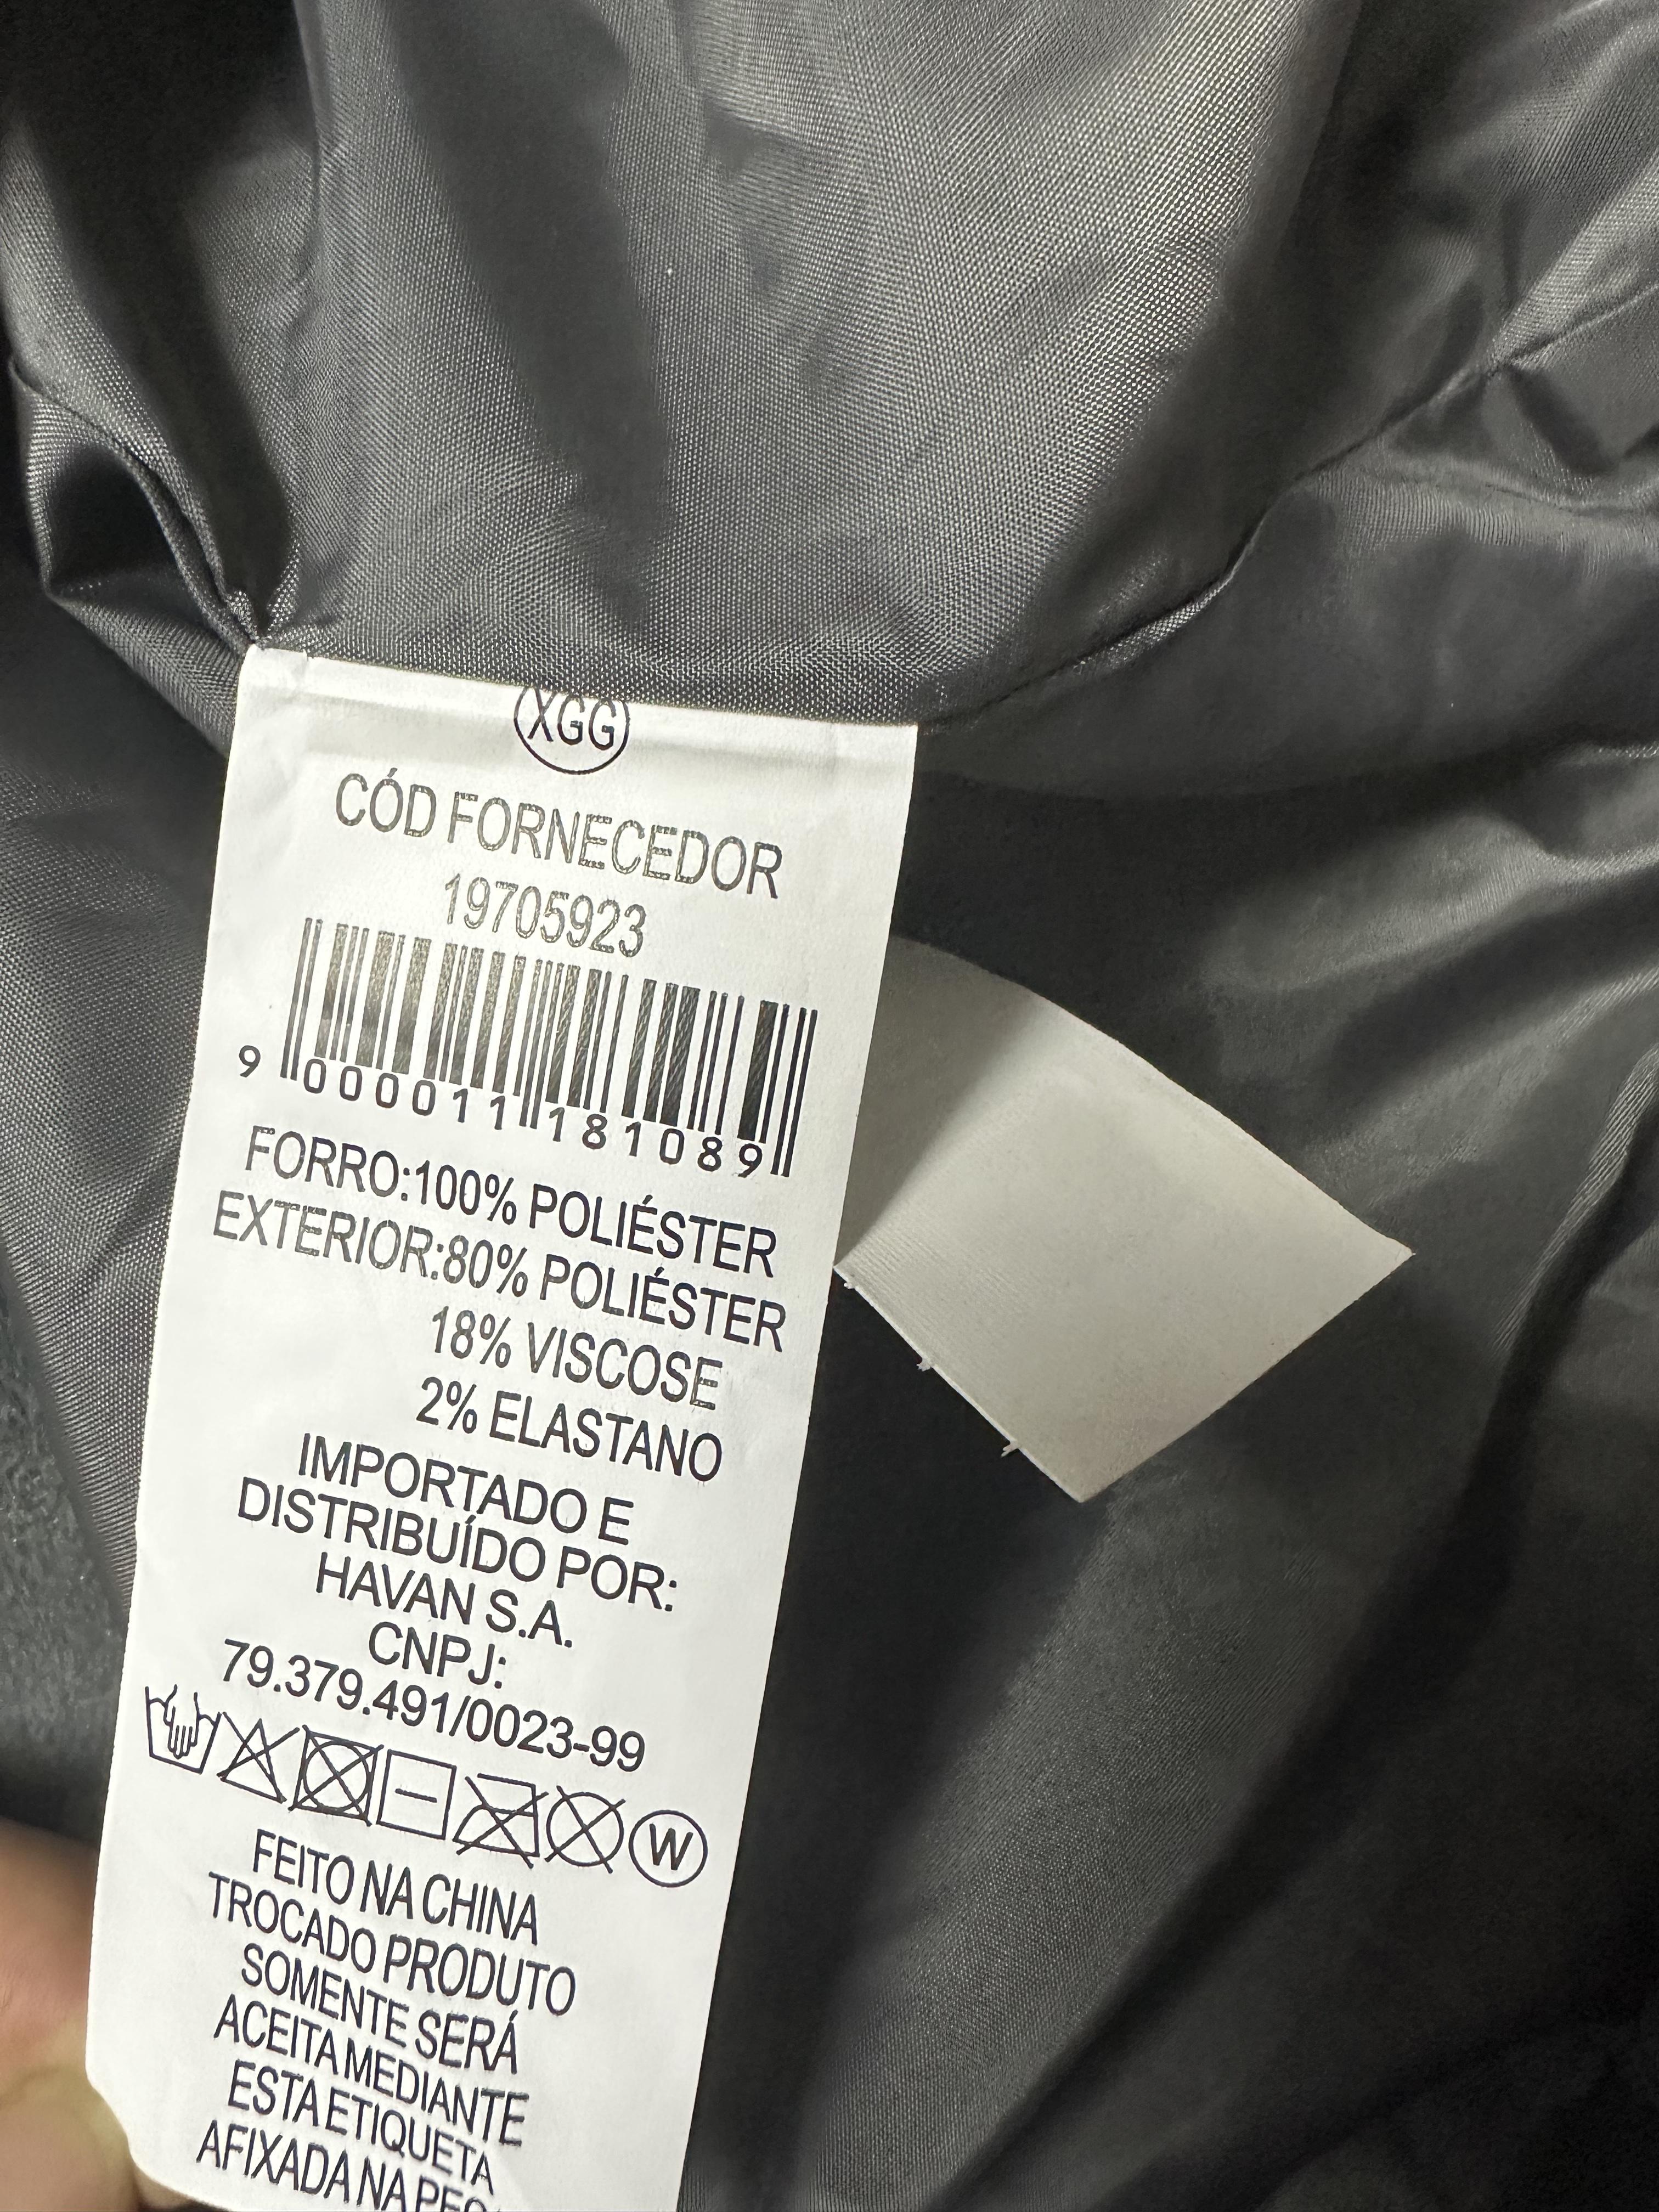 XGG
CÓD FORNECEDOR
19705923
9 000011 181089
FORRO:100% POLIÉSTER
EXTERIOR:80% POLIÉSTER
18% VISCOSE
2% ELASTANO
IMPORTADO E
DISTRIBUÍDO POR:
HAVAN S.A.
CNPJ:
79.379.491/0023-99
W
FEITO NA CHINA
TROCADO PRODUTO
SOMENTE SERÁ
ACEITA MEDIANTE
ESTA ETIQUETA
AFIXADA NA